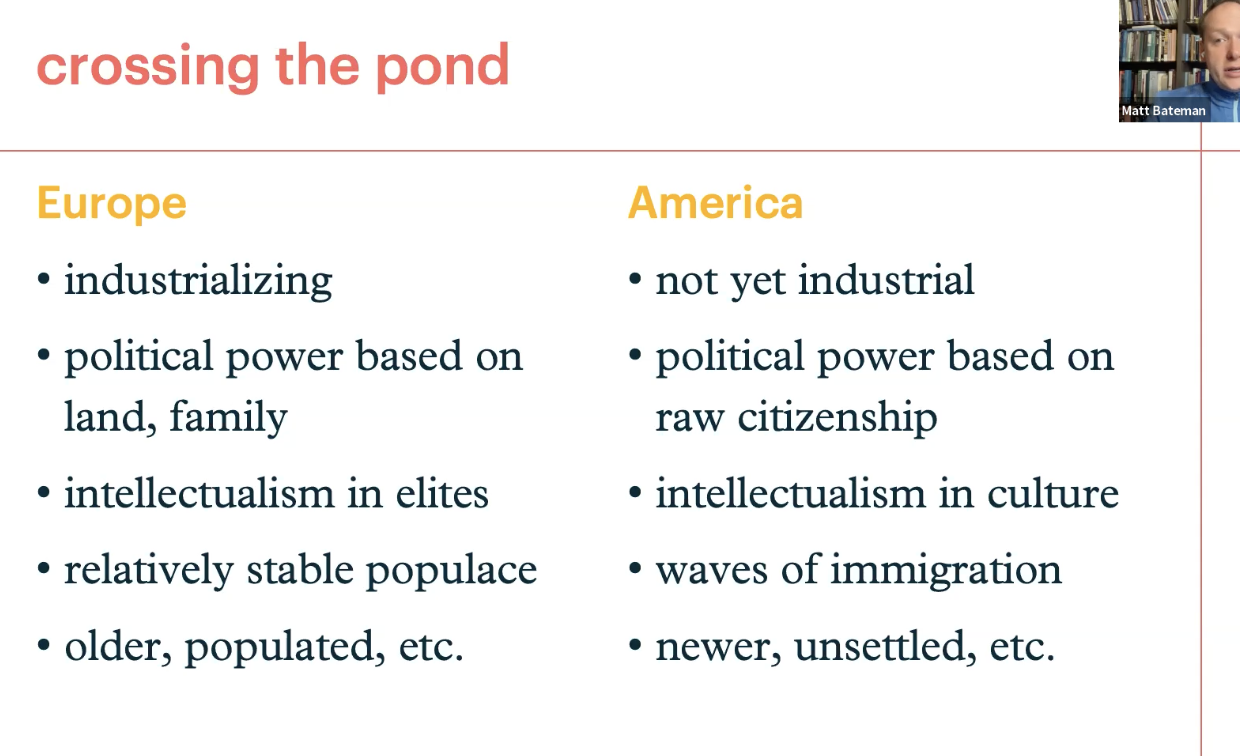 crossing the pond
Matt Bateman
Europe
• industrializing
• political power based on
land, family
• intellectualism in elites
• relatively stable populace
• older, populated, etc.
America
• not yet industrial
• political power based on
raw citizenship
• intellectualism in culture
• waves of immigration
• newer, unsettled, etc.